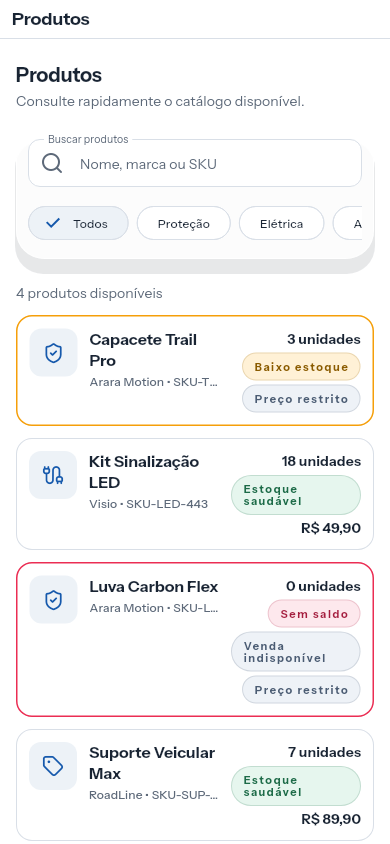 Produtos
Produtos
Consulte rapidamente o catálogo disponível.
Buscar produtos
Nome, marca ou SKU
Todos
Proteção
Elétrica
A
4 produtos disponíveis
Capacete Trail
Pro
Arara Motion • SKU-T...
3 unidades
Baixo estoque
Preço restrito
Kit Sinalização
LED
Visio • SKU-LED-443
18 unidades
Estoque
saudável
R$ 49,90
Luva Carbon Flex
Arara Motion • SKU-L...
0 unidades
Sem saldo
Venda
indisponível
Preço restrito
Suporte Veicular
Max
RoadLine • SKU-SUP-...
7 unidades
Estoque
saudável
R$ 89,90